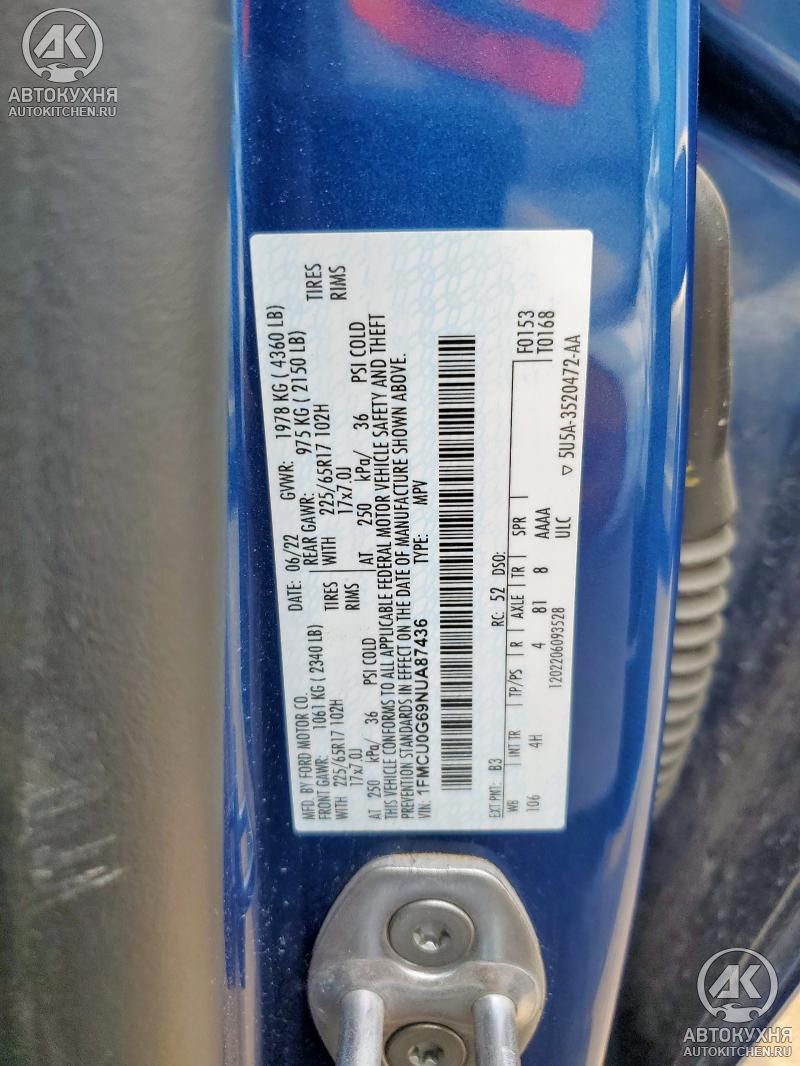 АК
АВТОКУХНЯ
AUTOKITCHEN.RU
MFD. BY FORD MOTOR CO. DATE: 06/22 GVWR: 1978 KG ( 4360 LB)
FRONT GAWR: 1061 KG ( 2340 LB) REAR GAWR: 975 KG ( 2150 LB)
WITH 225/65R17 102H TIRES WITH 225/65R17 102H TIRES
17x7.0J RIMS 17x7.0J RIMS
AT 250 kPa/ 36 PSI COLD AT 250 kPa/ 36 PSI COLD
THIS VEHICLE CONFORMS TO ALL APPLICABLE FEDERAL MOTOR VEHICLE SAFETY AND THEFT
PREVENTION STANDARDS IN EFFECT ON THE DATE OF MANUFACTURE SHOWN ABOVE.
VIN: 1FMCU0G69NUA87436 TYPE: MPV
EXT PNT: B3 RC: 52 DSO:
WB INT TR TP/PS R AXLE TR SPR F0153
106 4H 4 81 8 AAAA T0168
1202206093528 ULC ▽ 5U5A-3520472-AA
АК
АВТОКУХНЯ
AUTOKITCHEN.RU